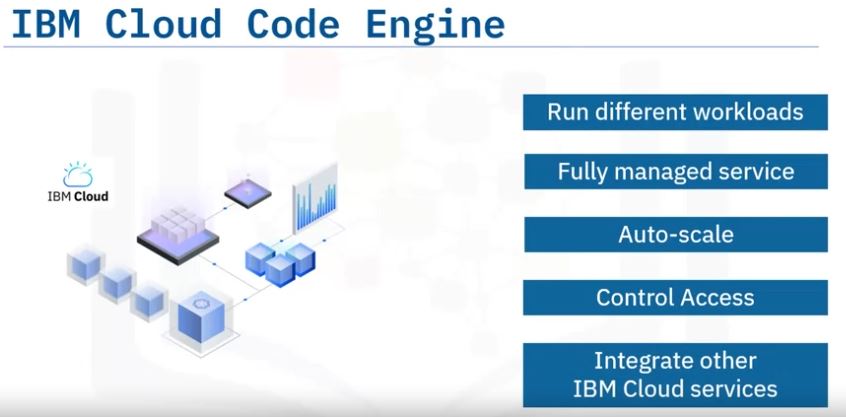 IBM Cloud Code Engine
IBM Cloud
Run different workloads
Fully managed service
Auto-scale
Control Access
Integrate other
IBM Cloud services